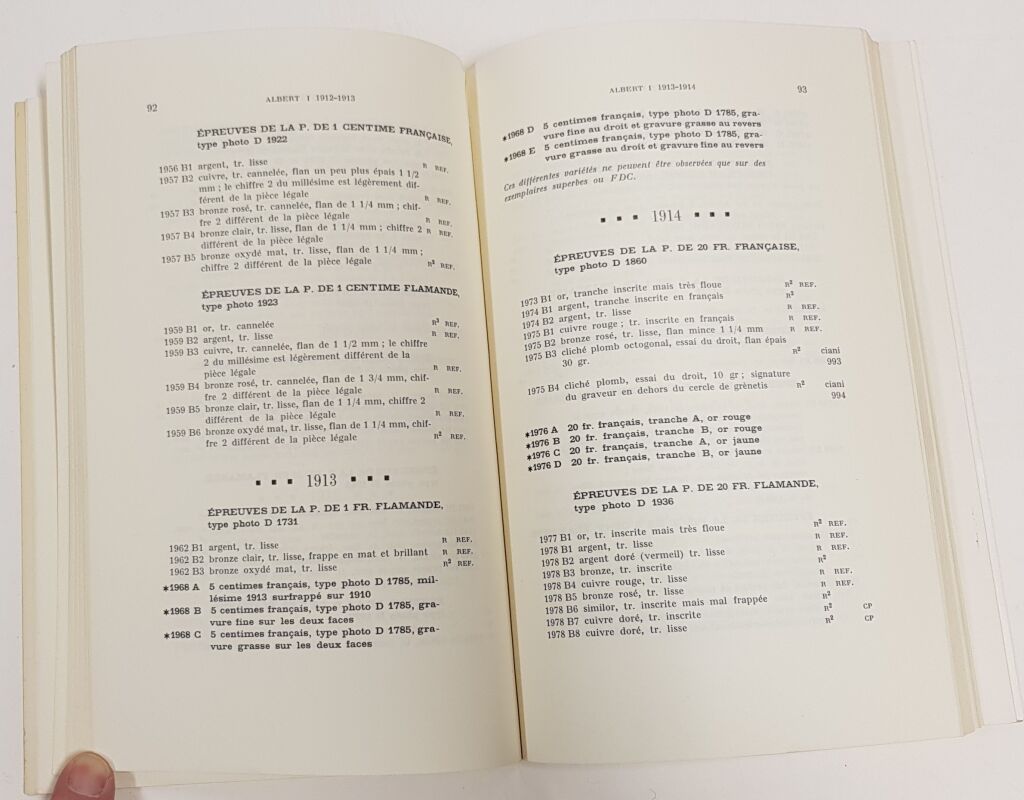 92
ALBERT I 1912-1913
ÉPREUVES DE LA P. DE 1 CENTIME FRANÇAISE,
type photo D 1922
1956 B1 argent, tr. lisse R REF.
1957 B2 cuivre, tr. cannelée, flan un peu plus épais 1 1/2
mm ; le chiffre 2 du millésime est légèrement dif-
férent de la pièce légale R REF.
1957 B3 bronze rosé, tr. cannelée, flan de 1 1/4 mm ; chif-
fre 2 différent de la pièce légale R REF.
1957 B4 bronze clair, tr. lisse, flan de 1 1/4 mm ; chiffre 2
différent de la pièce légale R REF.
1957 B5 bronze oxydé mat, tr. lisse, flan de 1 1/4 mm ;
chiffre 2 différent de la pièce légale R² REF.
ÉPREUVES DE LA P. DE 1 CENTIME FLAMANDE,
type photo 1923
1959 B1 or, tr. cannelée R³ REF.
1959 B2 argent, tr. lisse R REF.
1959 B3 cuivre, tr. cannelée, flan de 1 1/2 mm ; le chiffre
2 du millésime est légèrement différent de la
pièce légale R REF.
1959 B4 bronze rosé, tr. cannelée, flan de 1 3/4 mm, chif-
fre 2 différent de la pièce légale R REF.
1959 B5 bronze clair, tr. lisse, flan de 1 1/4 mm, chiffre 2
différent de la pièce légale R REF.
1959 B6 bronze oxydé mat, tr. lisse, flan de 1 1/4 mm, chif-
fre 2 différent de la pièce légale R² REF.
▪ ▪ ▪ 1913 ▪ ▪ ▪
ÉPREUVES DE LA P. DE 1 FR. FLAMANDE,
type photo D 1731
1962 B1 argent, tr. lisse R REF.
1962 B2 bronze clair, tr. lisse, frappe en mat et brillant R REF.
1962 B3 bronze oxydé mat, tr. lisse R² REF.
*1968 A 5 centimes français, type photo D 1785, mil-
lésime 1913 surfrappé sur 1910
*1968 B 5 centimes français, type photo D 1785, gra-
vure fine sur les deux faces
*1968 C 5 centimes français, type photo D 1785, gra-
vure grasse sur les deux faces
ALBERT I 1913-1914
93
*1968 D 5 centimes français, type photo D 1785, gra-
vure fine au droit et gravure grasse au revers
*1968 E 5 centimes français, type photo D 1785, gra-
vure grasse au droit et gravure fine au revers
Ces différentes variétés ne peuvent être observées que sur des
exemplaires superbes ou FDC.
▪ ▪ ▪ 1914 ▪ ▪ ▪
ÉPREUVES DE LA P. DE 20 FR. FRANÇAISE,
type photo D 1860
1973 B1 or, tranche inscrite mais très floue R² REF.
1974 B1 argent, tranche inscrite en français R²
1974 B2 argent, tr. lisse R REF.
1975 B1 cuivre rouge ; tr. inscrite en français R REF.
1975 B2 bronze rosé, tr. lisse, flan mince 1 1/4 mm R REF.
1975 B3 cliché plomb octogonal, essai du droit, flan épais
30 gr. R² ciani
993
1975 B4 cliché plomb, essai du droit, 10 gr ; signature
du graveur en dehors du cercle de grènetis R² ciani
994
*1976 A 20 fr. français, tranche A, or rouge
*1976 B 20 fr. français, tranche B, or rouge
*1976 C 20 fr. français, tranche A, or jaune
*1976 D 20 fr. français, tranche B, or jaune
ÉPREUVES DE LA P. DE 20 FR. FLAMANDE,
type photo D 1936
1977 B1 or, tr. inscrite mais très floue R² REF.
1978 B1 argent, tr. lisse R REF.
1978 B2 argent doré (vermeil) tr. lisse R REF.
1978 B3 bronze, tr. inscrite
1978 B4 cuivre rouge, tr. lisse R REF.
1978 B5 bronze rosé, tr. lisse R REF.
1978 B6 similor, tr. inscrite mais mal frappée R²
1978 B7 cuivre doré, tr. inscrite R² CP
1978 B8 cuivre doré, tr. lisse R² CP